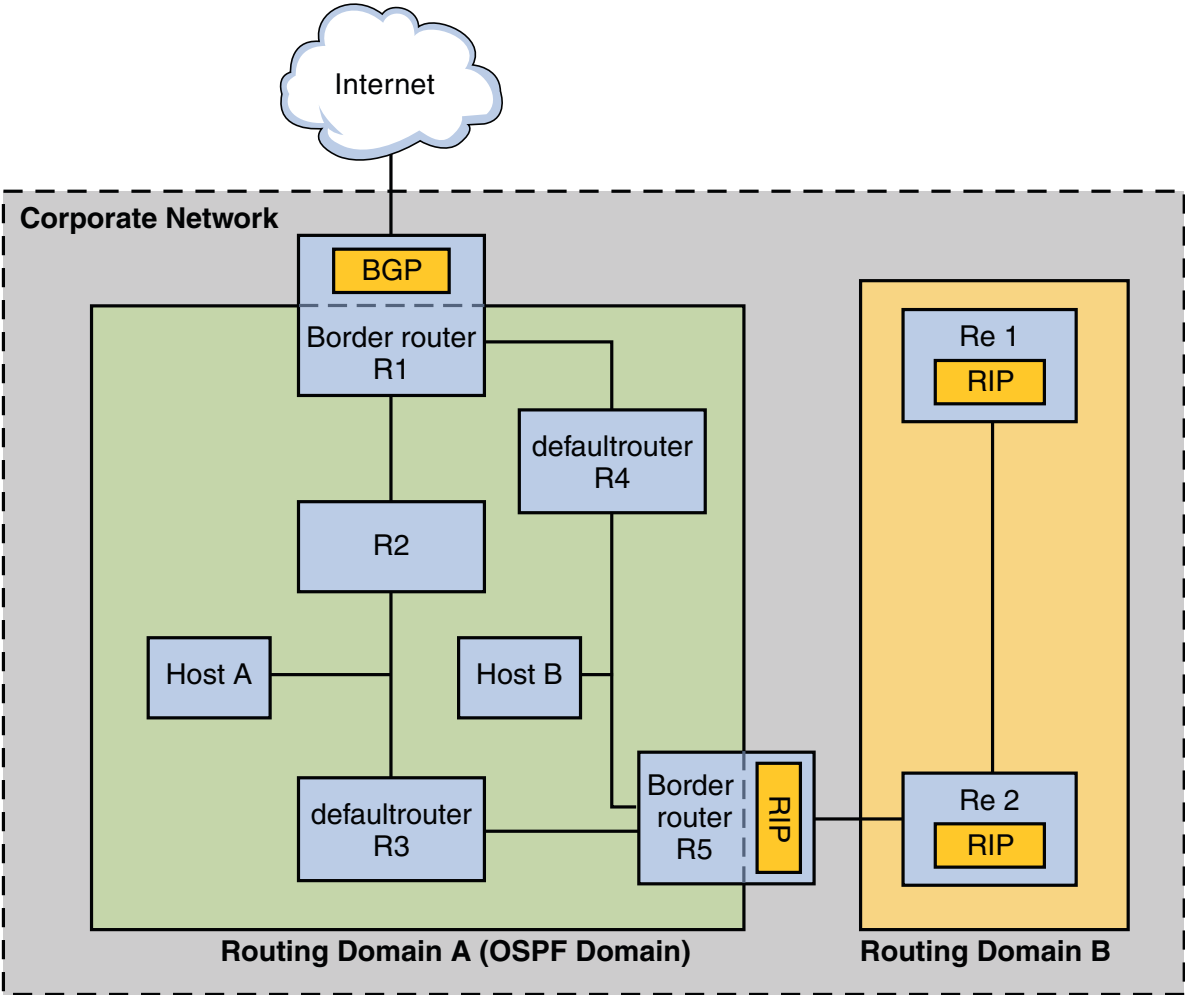 Internet
Corporate Network
BGP
Border router
R1
Re 1
RIP
defaultrouter
R4
R2
Host A
Host B
defaultrouter
R3
Border
router
R5
RIP
Re 2
RIP
Routing Domain A (OSPF Domain)
Routing Domain B